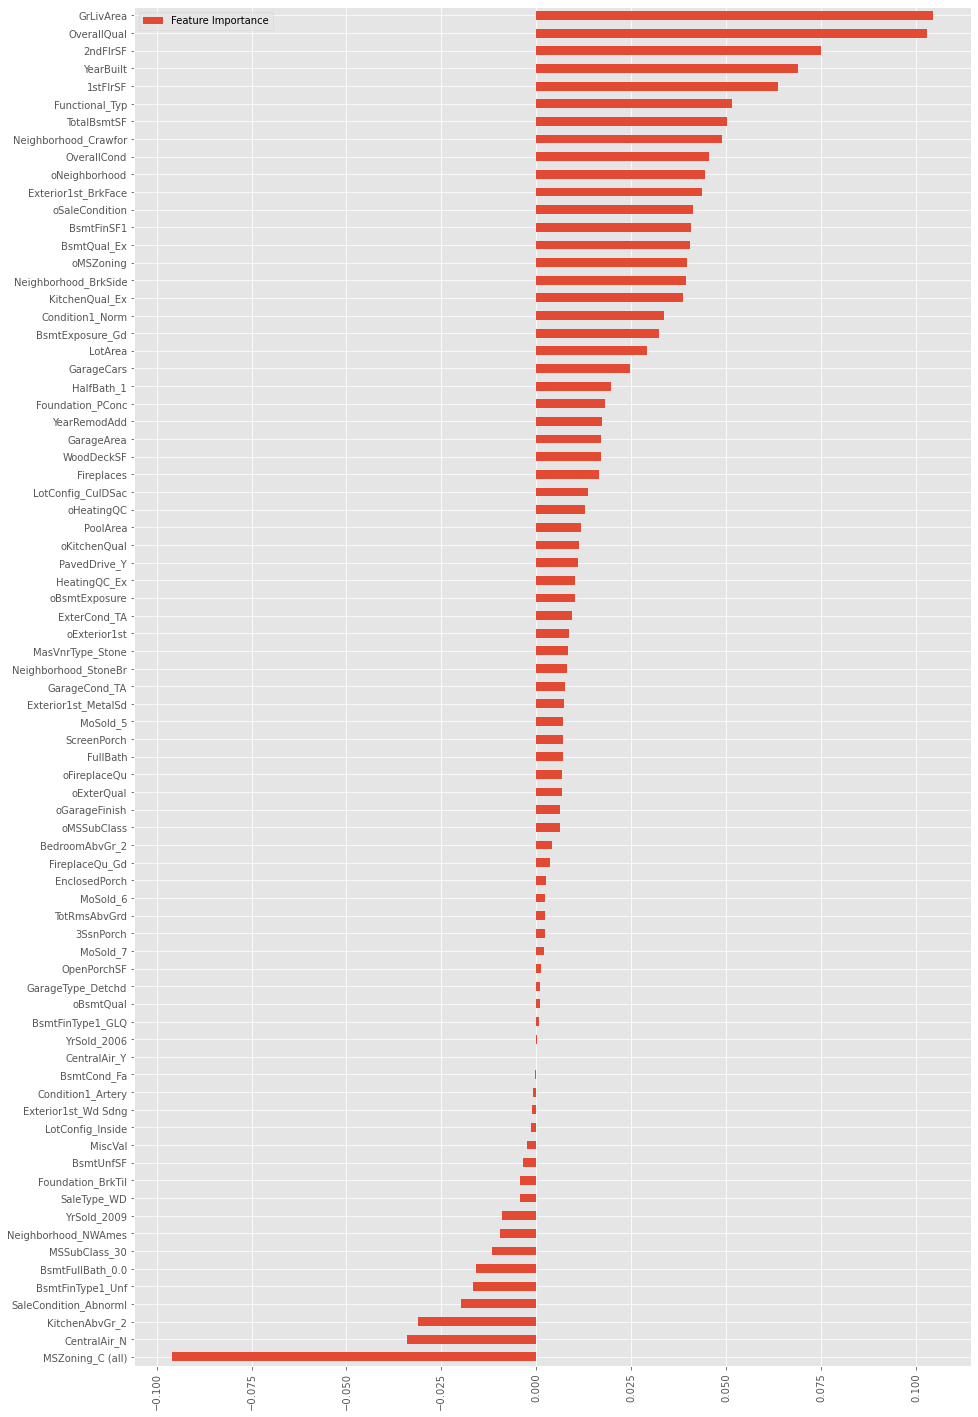 Feature Importance
GrLivArea
OverallQual
2ndFlrSF
YearBuilt
1stFlrSF
Functional_Typ
TotalBsmtSF
Neighborhood_Crawfor
OverallCond
oNeighborhood
Exterior1st_BrkFace
oSaleCondition
BsmtFinSF1
BsmtQual_Ex
oMSZoning
Neighborhood_BrkSide
KitchenQual_Ex
Condition1_Norm
BsmtExposure_Gd
LotArea
GarageCars
HalfBath_1
Foundation_PConc
YearRemodAdd
GarageArea
WoodDeckSF
Fireplaces
LotConfig_CulDSac
oHeatingQC
PoolArea
oKitchenQual
PavedDrive_Y
HeatingQC_Ex
oBsmtExposure
ExterCond_TA
oExterior1st
MasVnrType_Stone
Neighborhood_StoneBr
GarageCond_TA
Exterior1st_MetalSd
MoSold_5
ScreenPorch
FullBath
oFireplaceQu
oExterQual
oGarageFinish
oMSSubClass
BedroomAbvGr_2
FireplaceQu_Gd
EnclosedPorch
MoSold_6
TotRmsAbvGrd
3SsnPorch
MoSold_7
OpenPorchSF
GarageType_Detchd
oBsmtQual
BsmtFinType1_GLQ
YrSold_2006
CentralAir_Y
BsmtCond_Fa
Condition1_Artery
Exterior1st_Wd Sdng
LotConfig_Inside
MiscVal
BsmtUnfSF
Foundation_BrkTil
SaleType_WD
YrSold_2009
Neighborhood_NWAmes
MSSubClass_30
BsmtFullBath_0.0
BsmtFinType1_Unf
SaleCondition_Abnorml
KitchenAbvGr_2
CentralAir_N
MSZoning_C (all)
−0.100
−0.075
−0.050
−0.025
0.000
0.025
0.050
0.075
0.100